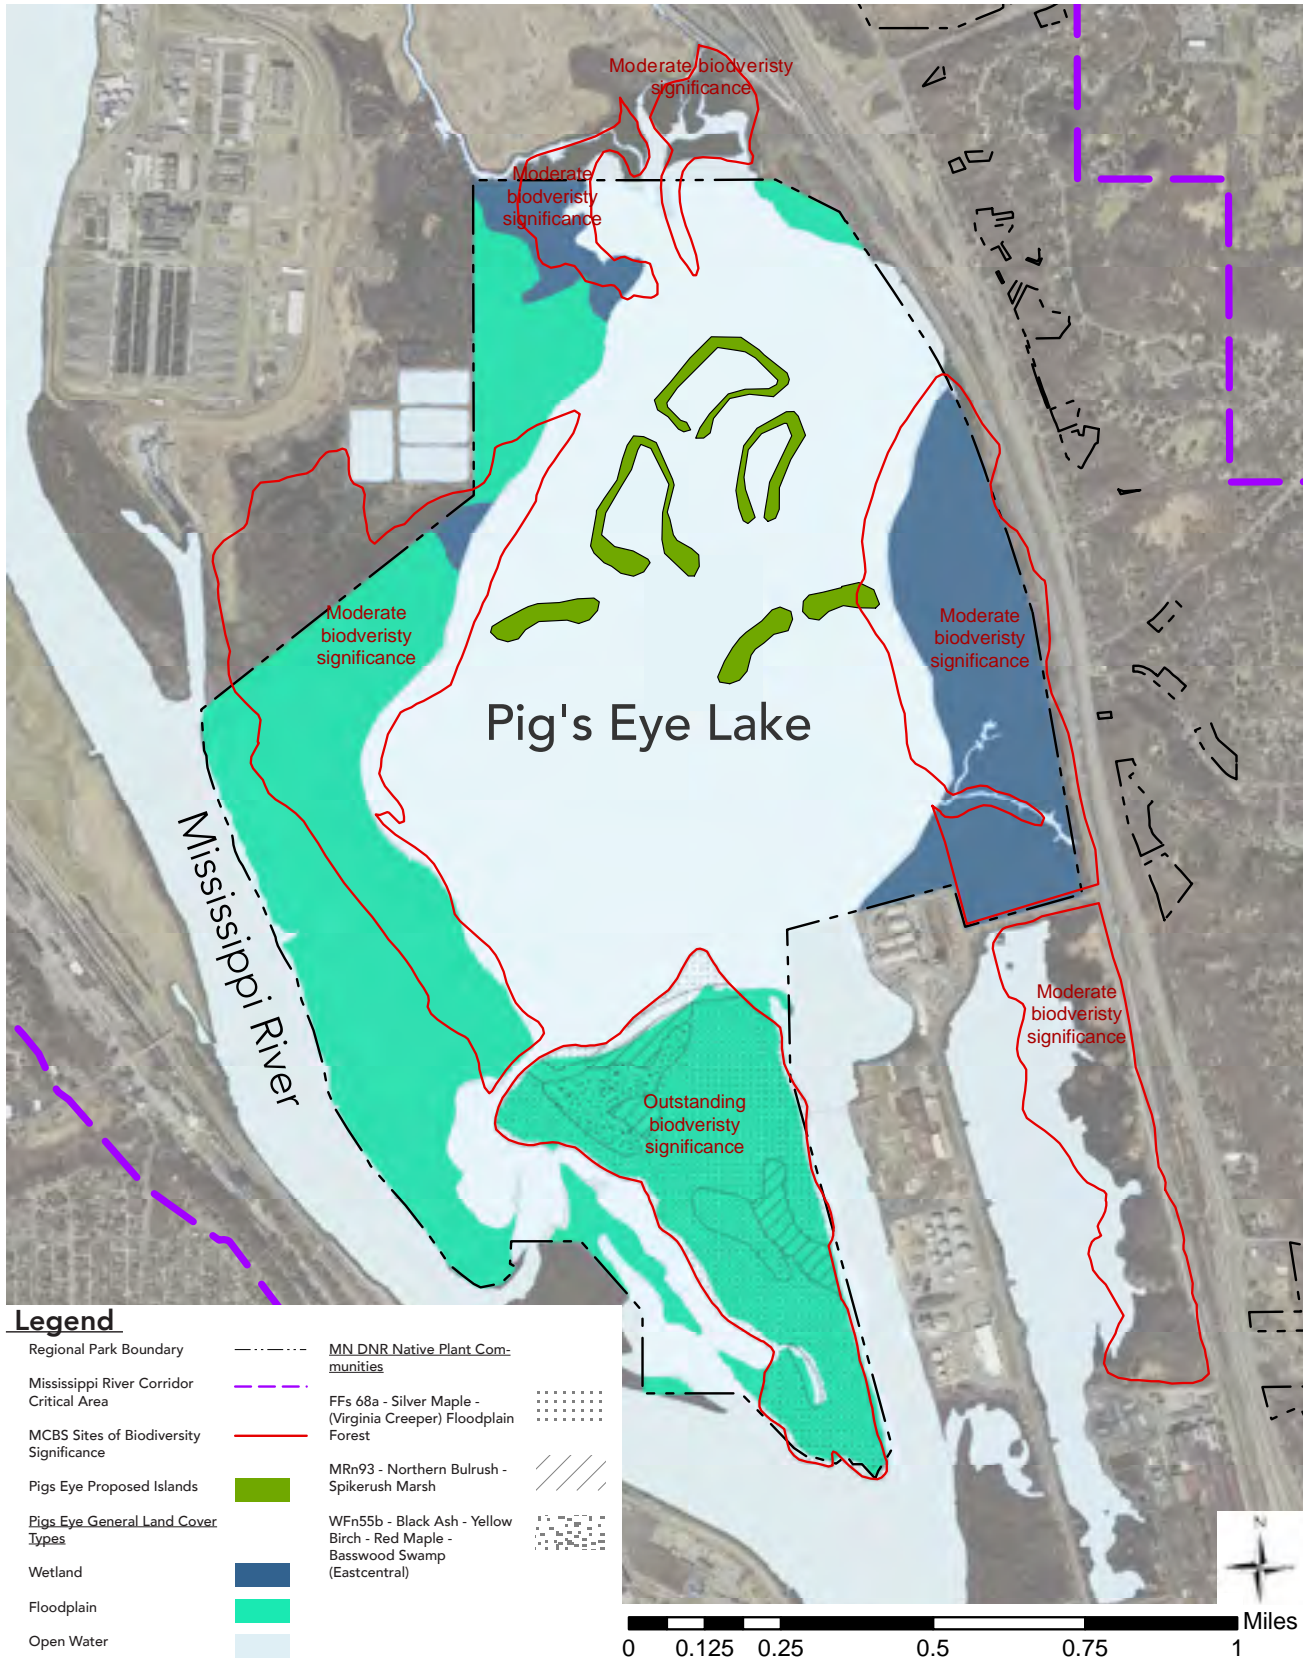 Moderate biodiveristy
significance
Moderate
biodveristy
significance
Moderate
biodveristy
significance
Moderate
biodveristy
significance
Pig's Eye Lake
Mississippi River
Moderate
biodveristy
significance
Outstanding
biodveristy
significance
Legend
Regional Park Boundary
Mississippi River Corridor
Critical Area
MCBS Sites of Biodiversity
Significance
Pigs Eye Proposed Islands
Pigs Eye General Land Cover
Types
Wetland
Floodplain
Open Water
MN DNR Native Plant Com-
munities
FFs 68a - Silver Maple -
(Virginia Creeper) Floodplain
Forest
MRn93 - Northern Bulrush -
Spikerush Marsh
WFn55b - Black Ash - Yellow
Birch - Red Maple -
Basswood Swamp
(Eastcentral)
N
Miles
0 0.125 0.25 0.5 0.75 1